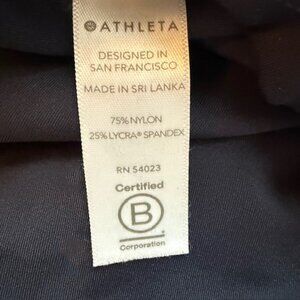 ATHLETA
DESIGNED IN
SAN FRANCISCO
MADE IN SRI LANKA
75% NYLON
25% LYCRA® SPANDEX
RN 54023
Certified
B
Corporation